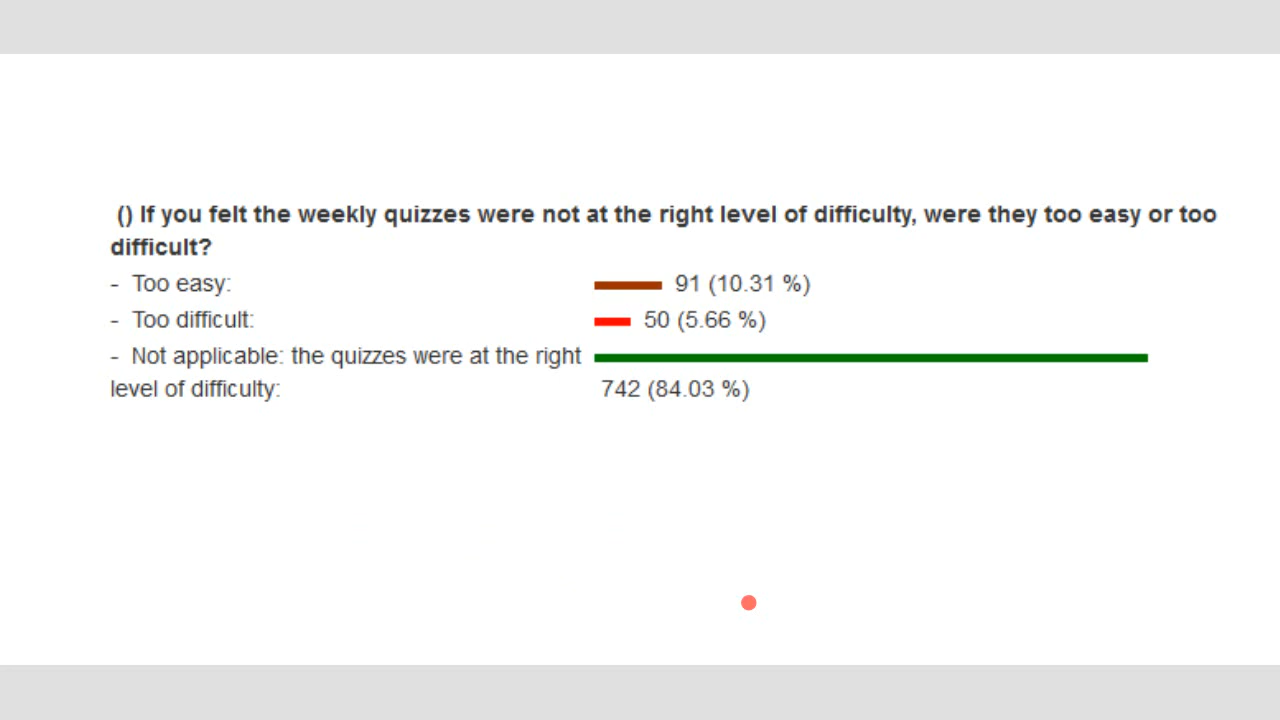 () If you felt the weekly quizzes were not at the right level of difficulty, were they too easy or too
difficult?
- Too easy: 91 (10.31 %)
- Too difficult: 50 (5.66 %)
- Not applicable: the quizzes were at the right
level of difficulty: 742 (84.03 %)